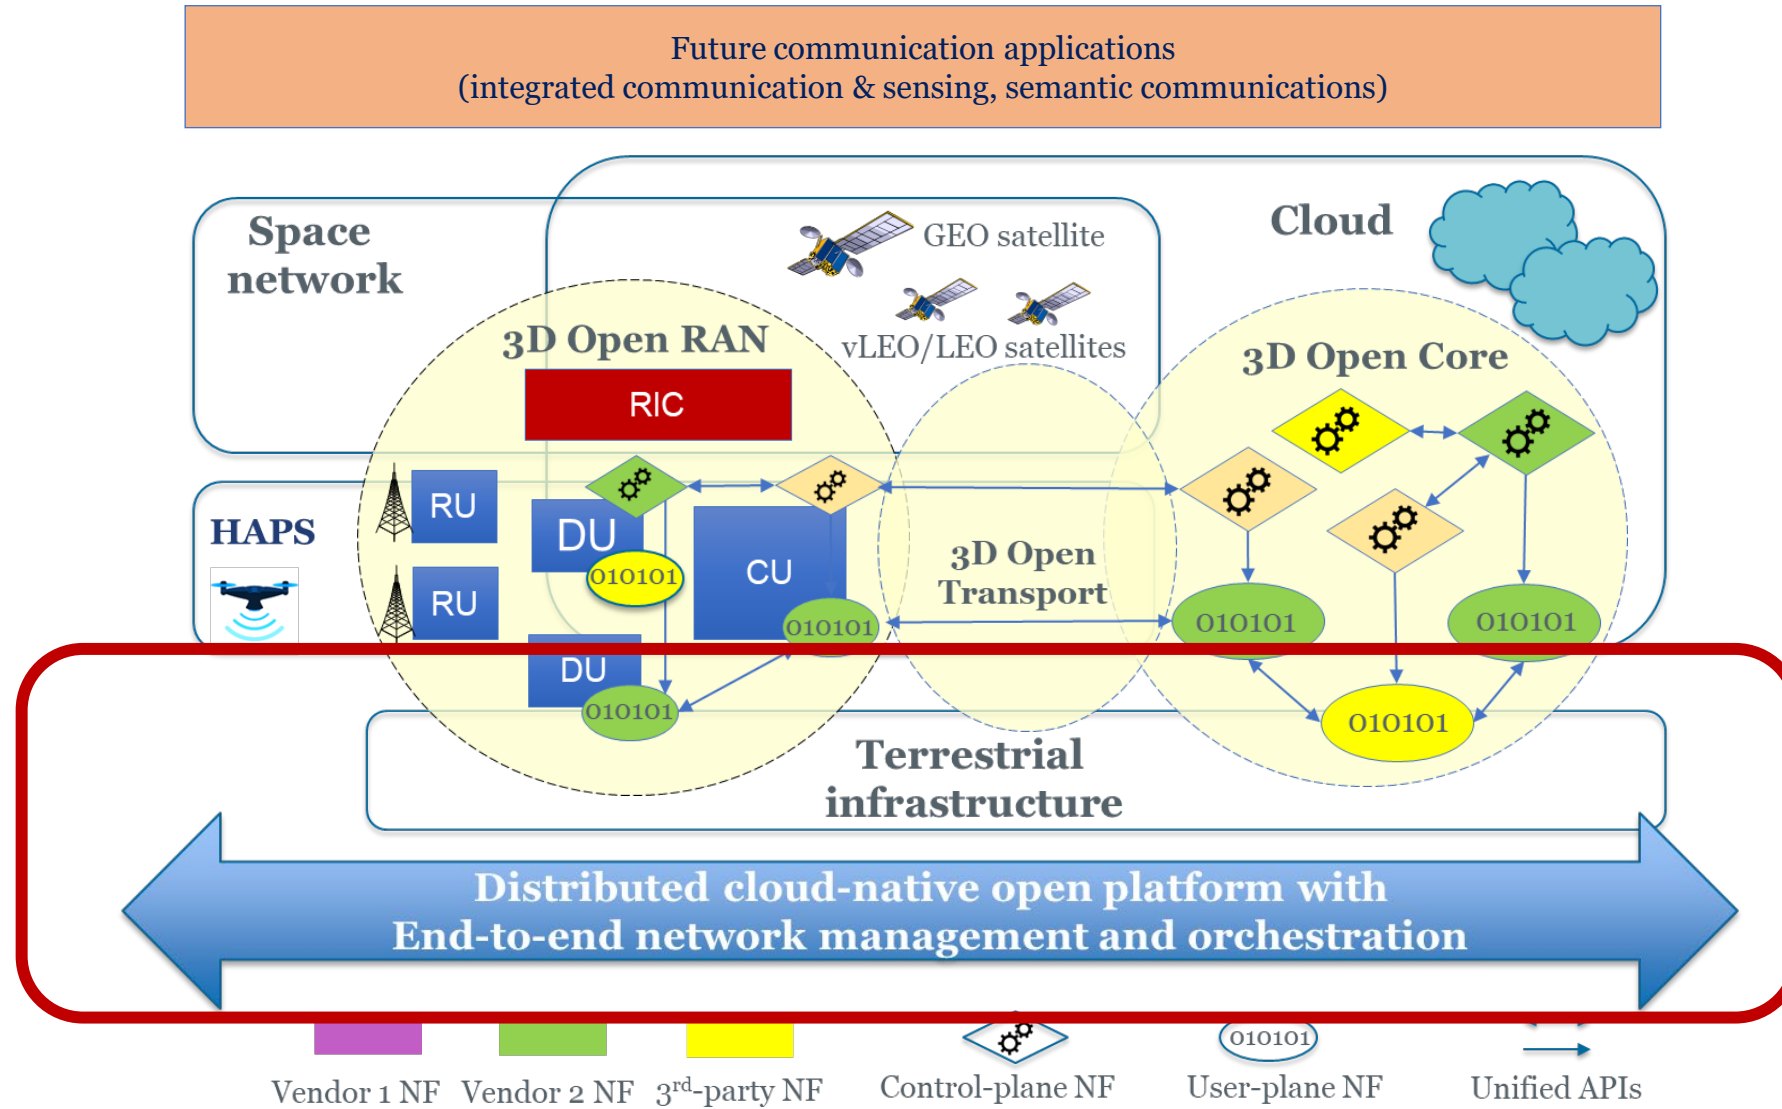 Future communication applications
(integrated communication & sensing, semantic communications)
Space
network
GEO satellite
vLEO/LEO satellites
Cloud
3D Open RAN
RIC
3D Open Core
HAPS
RU
RU
DU
010101
CU
010101
DU
010101
3D Open
Transport
010101
010101
010101
Terrestrial
infrastructure
Distributed cloud-native open platform with
End-to-end network management and orchestration
Vendor 1 NF
Vendor 2 NF
3rd-party NF
Control-plane NF
010101
User-plane NF
Unified APIs